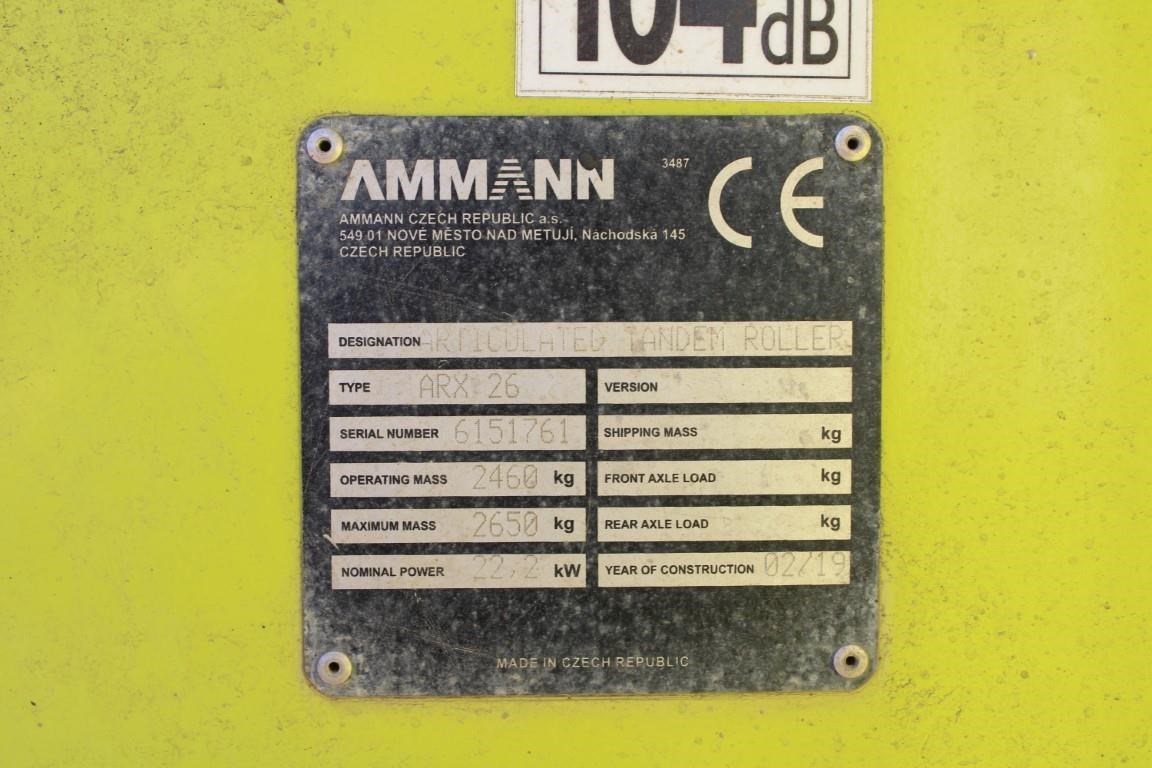 104 dB
AMMANN
3487
CE
AMMANN CZECH REPUBLIC a.s.
549 01 NOVÉ MĚSTO NAD METUJÍ, Náchodská 145
CZECH REPUBLIC
DESIGNATION ARTICULATED TANDEM ROLLER
TYPE ARX 26
VERSION
SERIAL NUMBER 6151761
SHIPPING MASS kg
OPERATING MASS 2460 kg
FRONT AXLE LOAD kg
MAXIMUM MASS 2650 kg
REAR AXLE LOAD kg
NOMINAL POWER 22,2 kW
YEAR OF CONSTRUCTION 02/19
MADE IN CZECH REPUBLIC